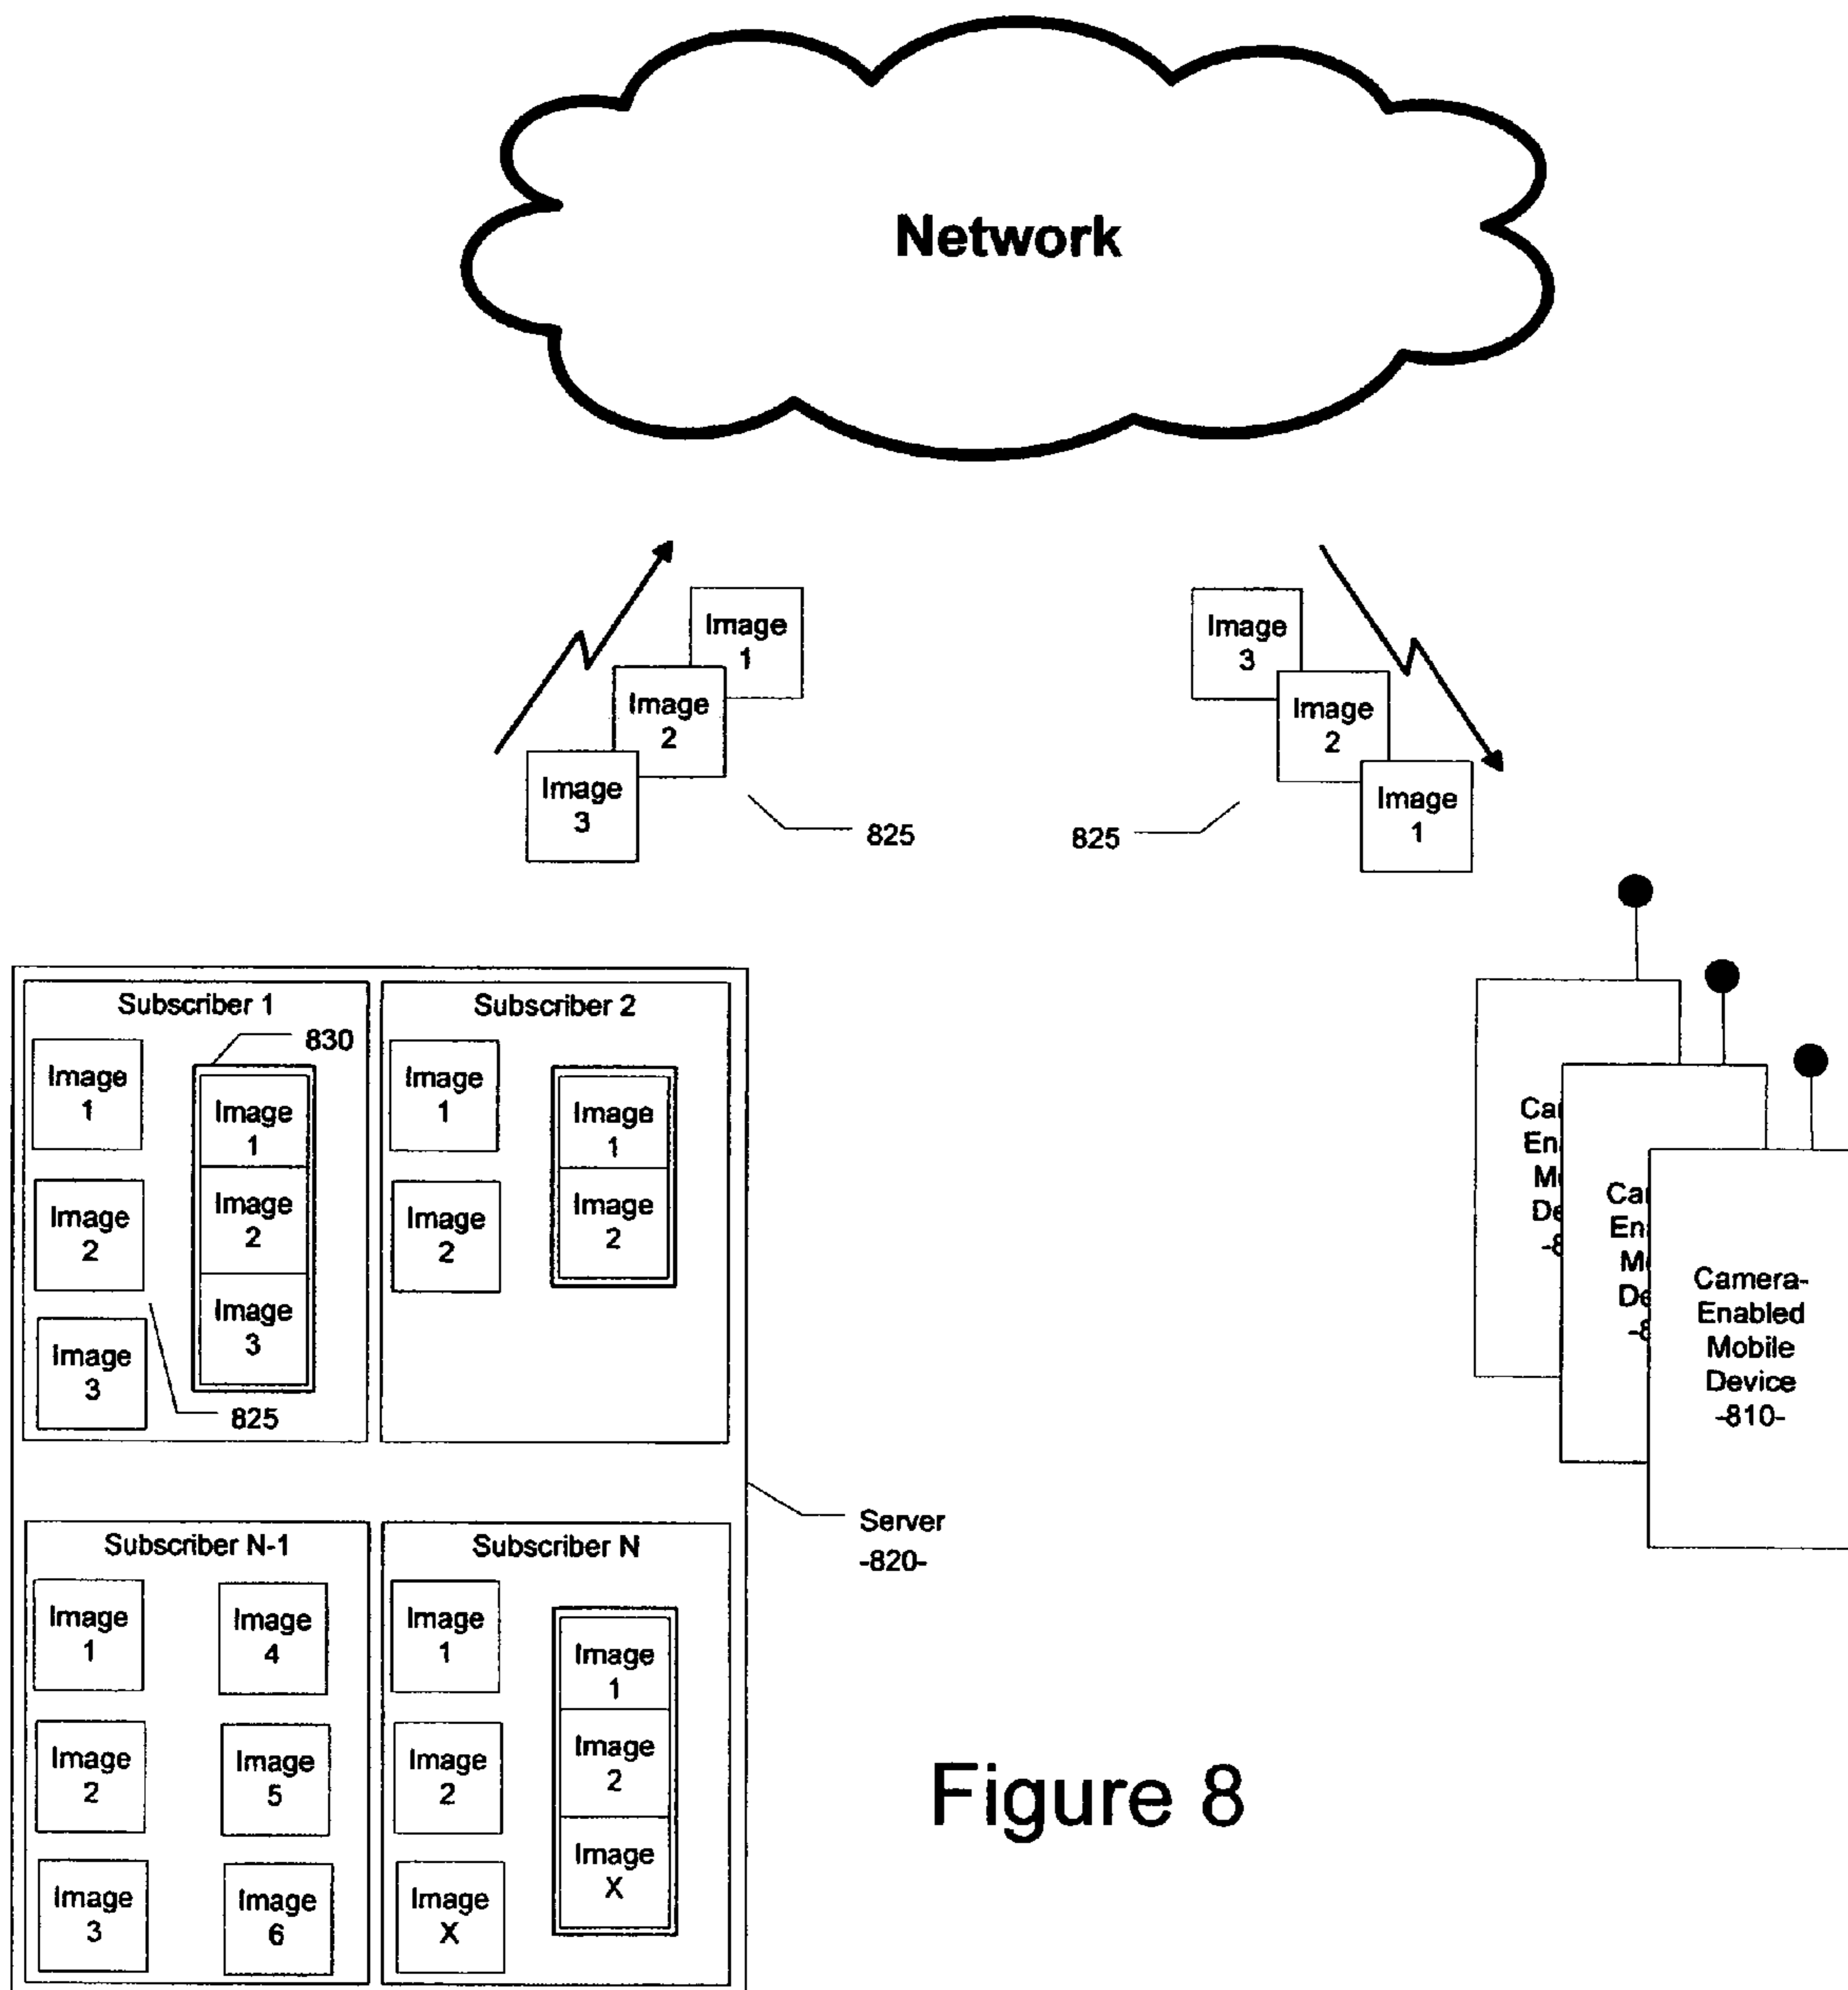 Network
Image
1
Image
2
Image
3
825
Image
3
Image
2
Image
1
825
Subscriber 1
830
Image
1
Image
2
Image
3
Image
1
Image
2
Image
3
825
Subscriber 2
Image
1
Image
2
Image
1
Image
2
Subscriber N-1
Image
1
Image
2
Image
3
Image
4
Image
5
Image
6
Subscriber N
Image
1
Image
2
Image
X
Image
1
Image
2
Image
X
Server
-820-
Camera-
Enabled
Mobile
Device
-810-
Figure 8